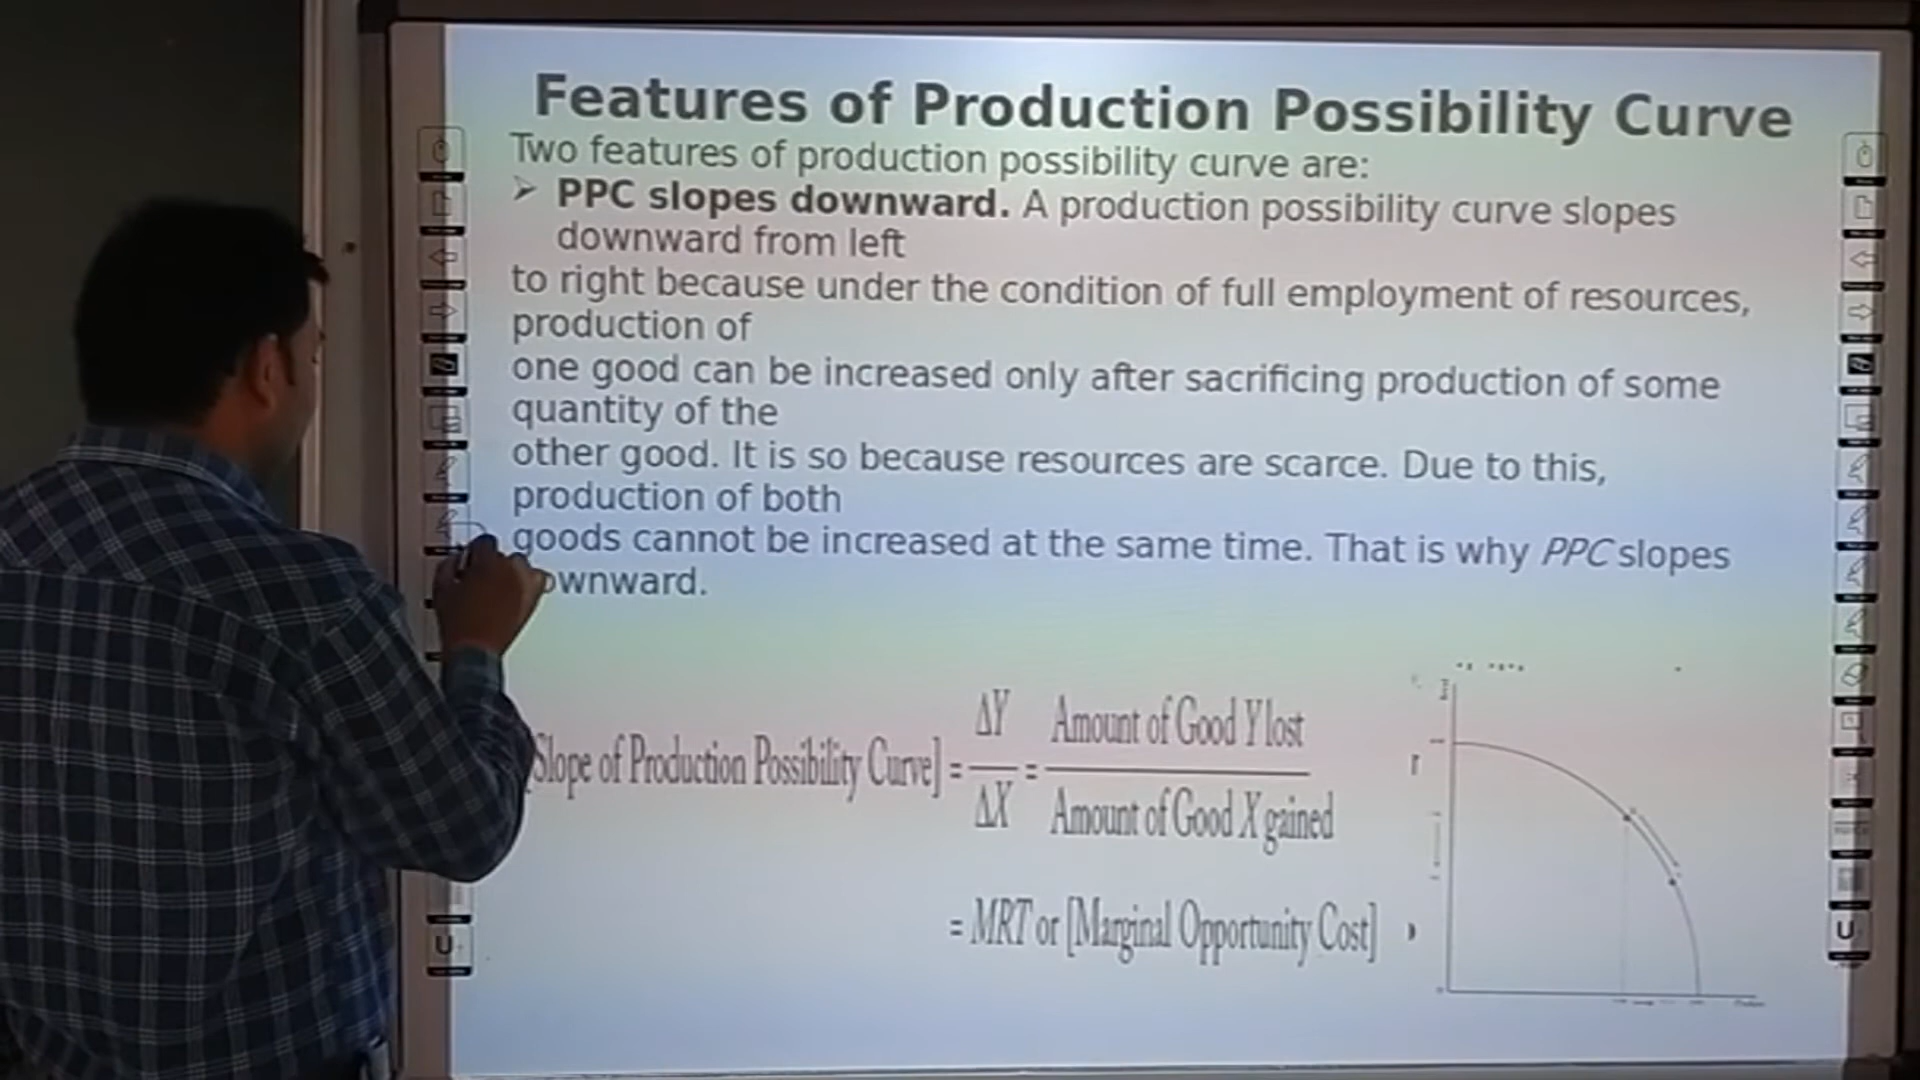 Features of Production Possibility Curve
Two features of production possibility curve are:
➢ PPC slopes downward. A production possibility curve slopes
downward from left
to right because under the condition of full employment of resources,
production of
one good can be increased only after sacrificing production of some
quantity of the
other good. It is so because resources are scarce. Due to this,
production of both
goods cannot be increased at the same time. That is why PPC slopes
ownward.
Slope of Production Possibility Curve] = ΔY / ΔX = Amount of Good Y lost / Amount of Good X gained
= MRT or [Marginal Opportunity Cost]